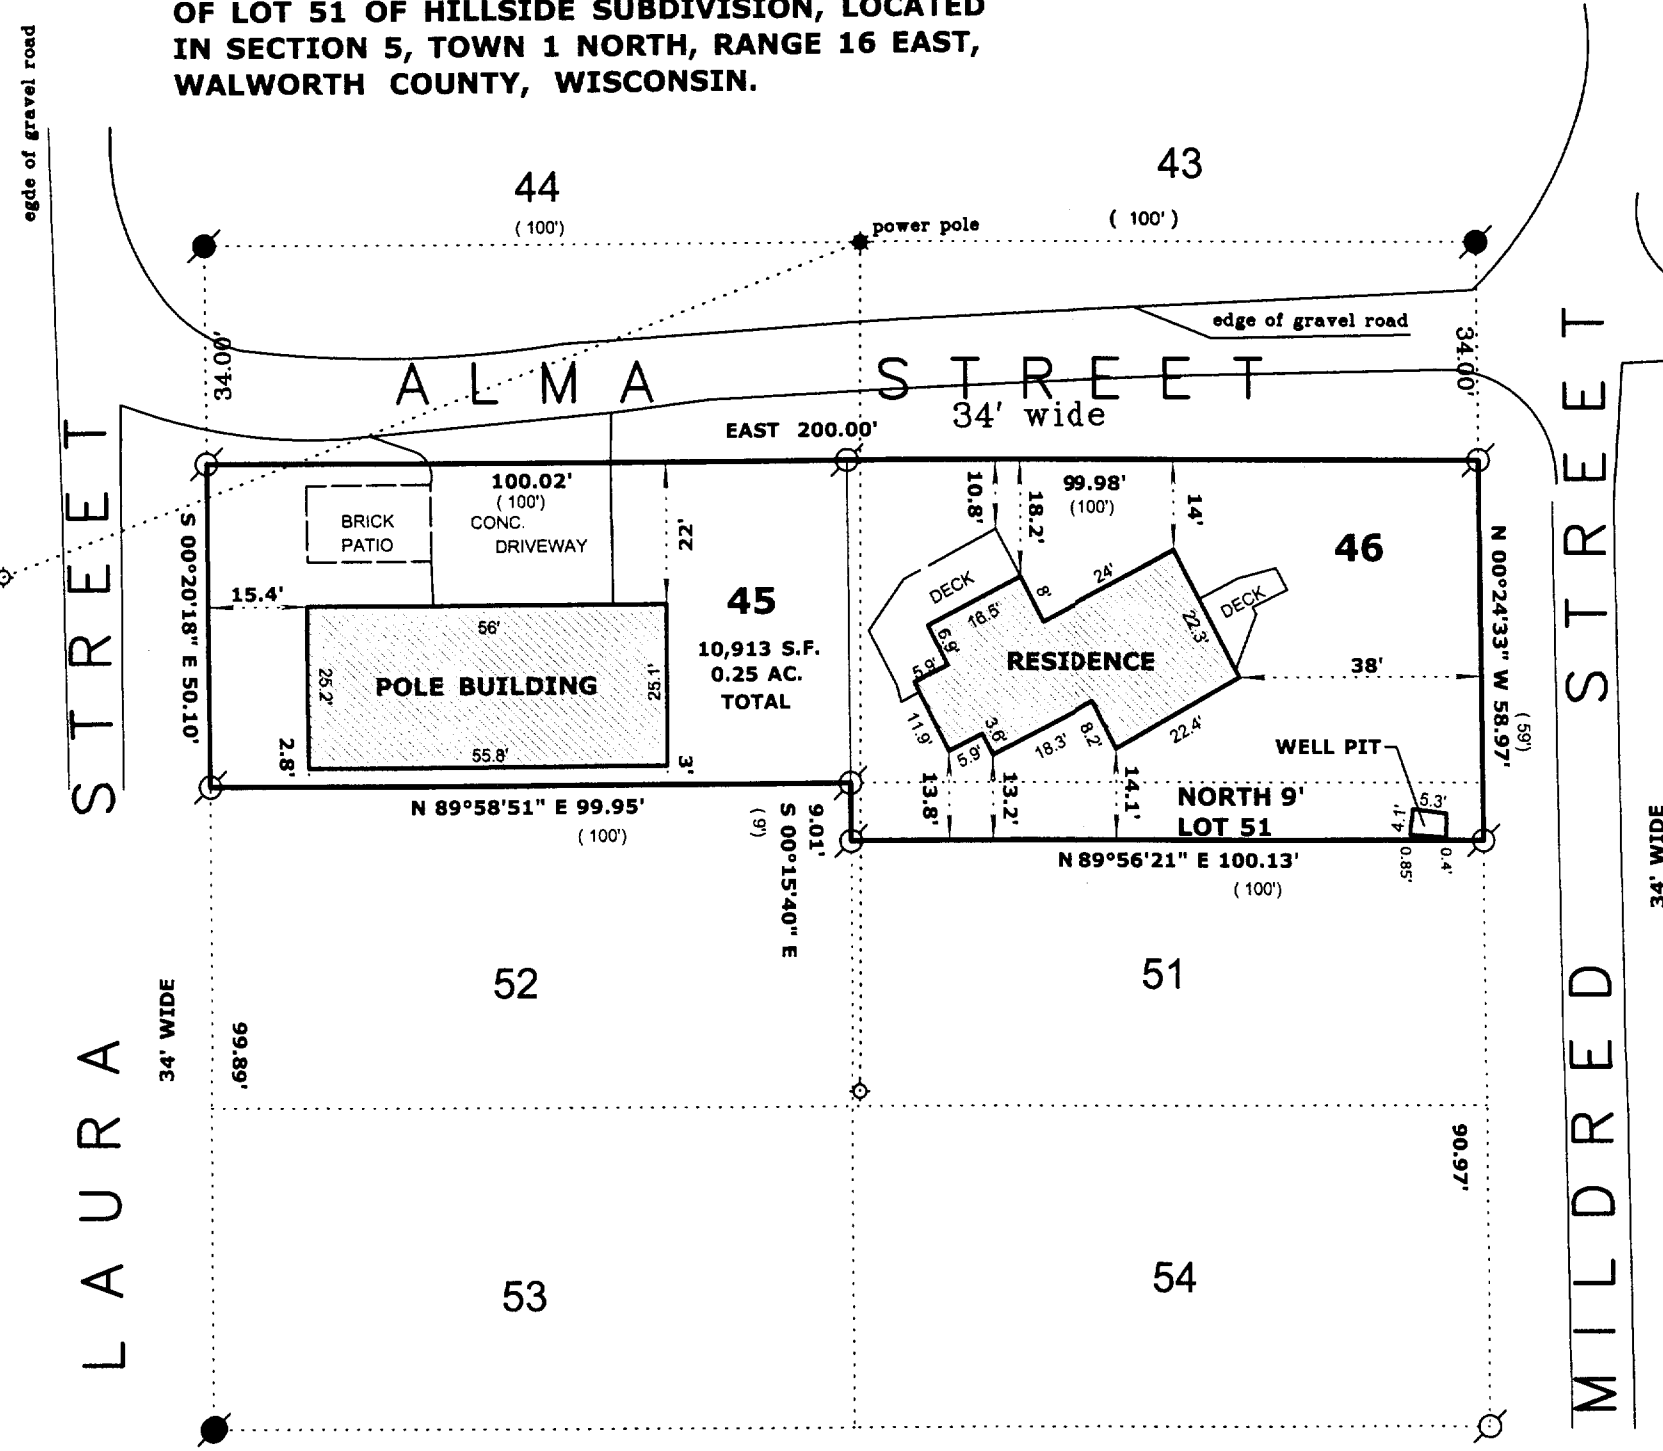 OF LOT 51 OF HILLSIDE SUBDIVISION, LOCATED
IN SECTION 5, TOWN 1 NORTH, RANGE 16 EAST,
WALWORTH COUNTY, WISCONSIN.
egde of gravel road
44
(100')
43
( 100' )
power pole
edge of gravel road
34.00'
34.00'
ALMA STREET
34' wide
EAST 200.00'
100.02'
(100')
99.98'
(100')
BRICK
PATIO
CONC.
DRIVEWAY
22'
10.8'
18.2'
14'
46
S 00°20'18" E 50.10'
15.4'
45
10,913 S.F.
0.25 AC.
TOTAL
56'
25.2'
POLE BUILDING
25.1'
55.8'
2.8'
3'
DECK
16.5'
8'
24'
6.9'
5.9'
RESIDENCE
22.3'
DECK
38'
11.9'
5.9'
3.6'
18.3'
8.2'
22.4'
N 00°24'33" W 58.97'
(59')
WELL PIT
13.8'
13.2'
14.1'
NORTH 9'
LOT 51
5.3'
4.1'
0.85'
0.4'
N 89°58'51" E 99.95'
(100')
(9')
9.01'
S 00°15'40" E
N 89°56'21" E 100.13'
(100')
52
51
34' WIDE
99.89'
34' WIDE
90.97'
53
54
LAURA STREET
MILDRED STREET